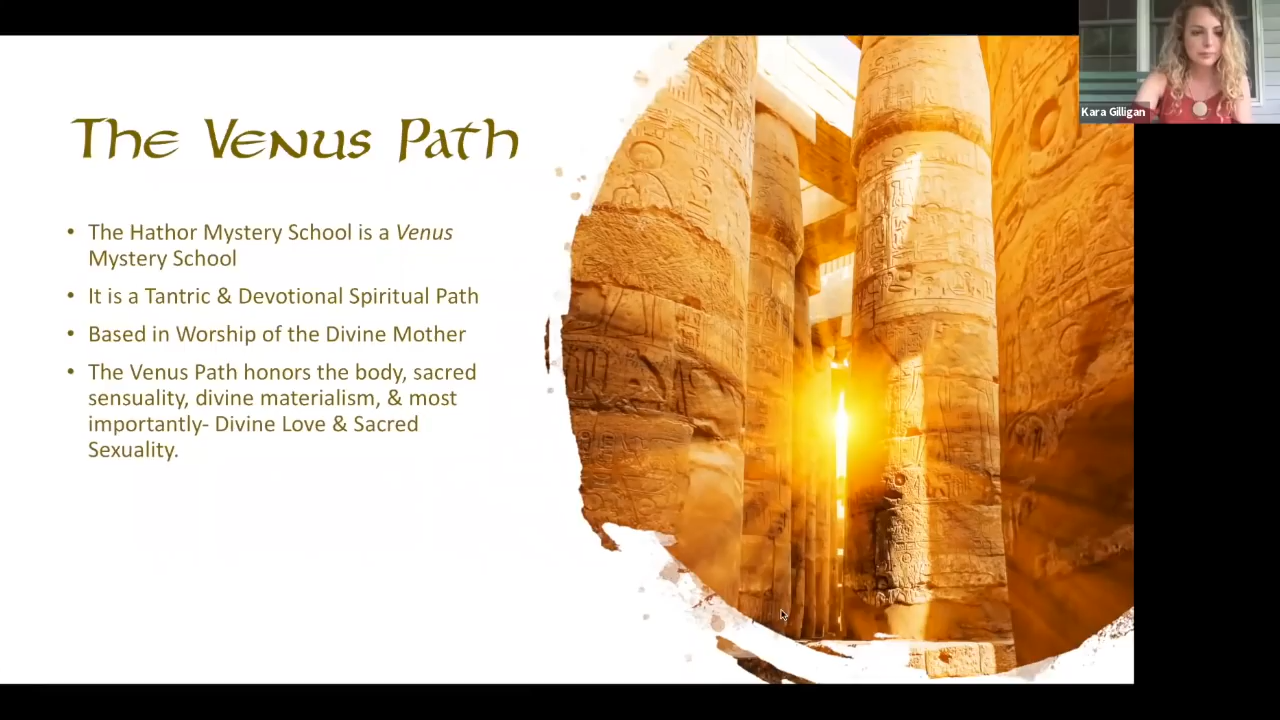 The Venus Path
• The Hathor Mystery School is a Venus
Mystery School
• It is a Tantric & Devotional Spiritual Path
• Based in Worship of the Divine Mother
• The Venus Path honors the body, sacred
sensuality, divine materialism, & most
importantly- Divine Love & Sacred
Sexuality.
Kara Gilligan